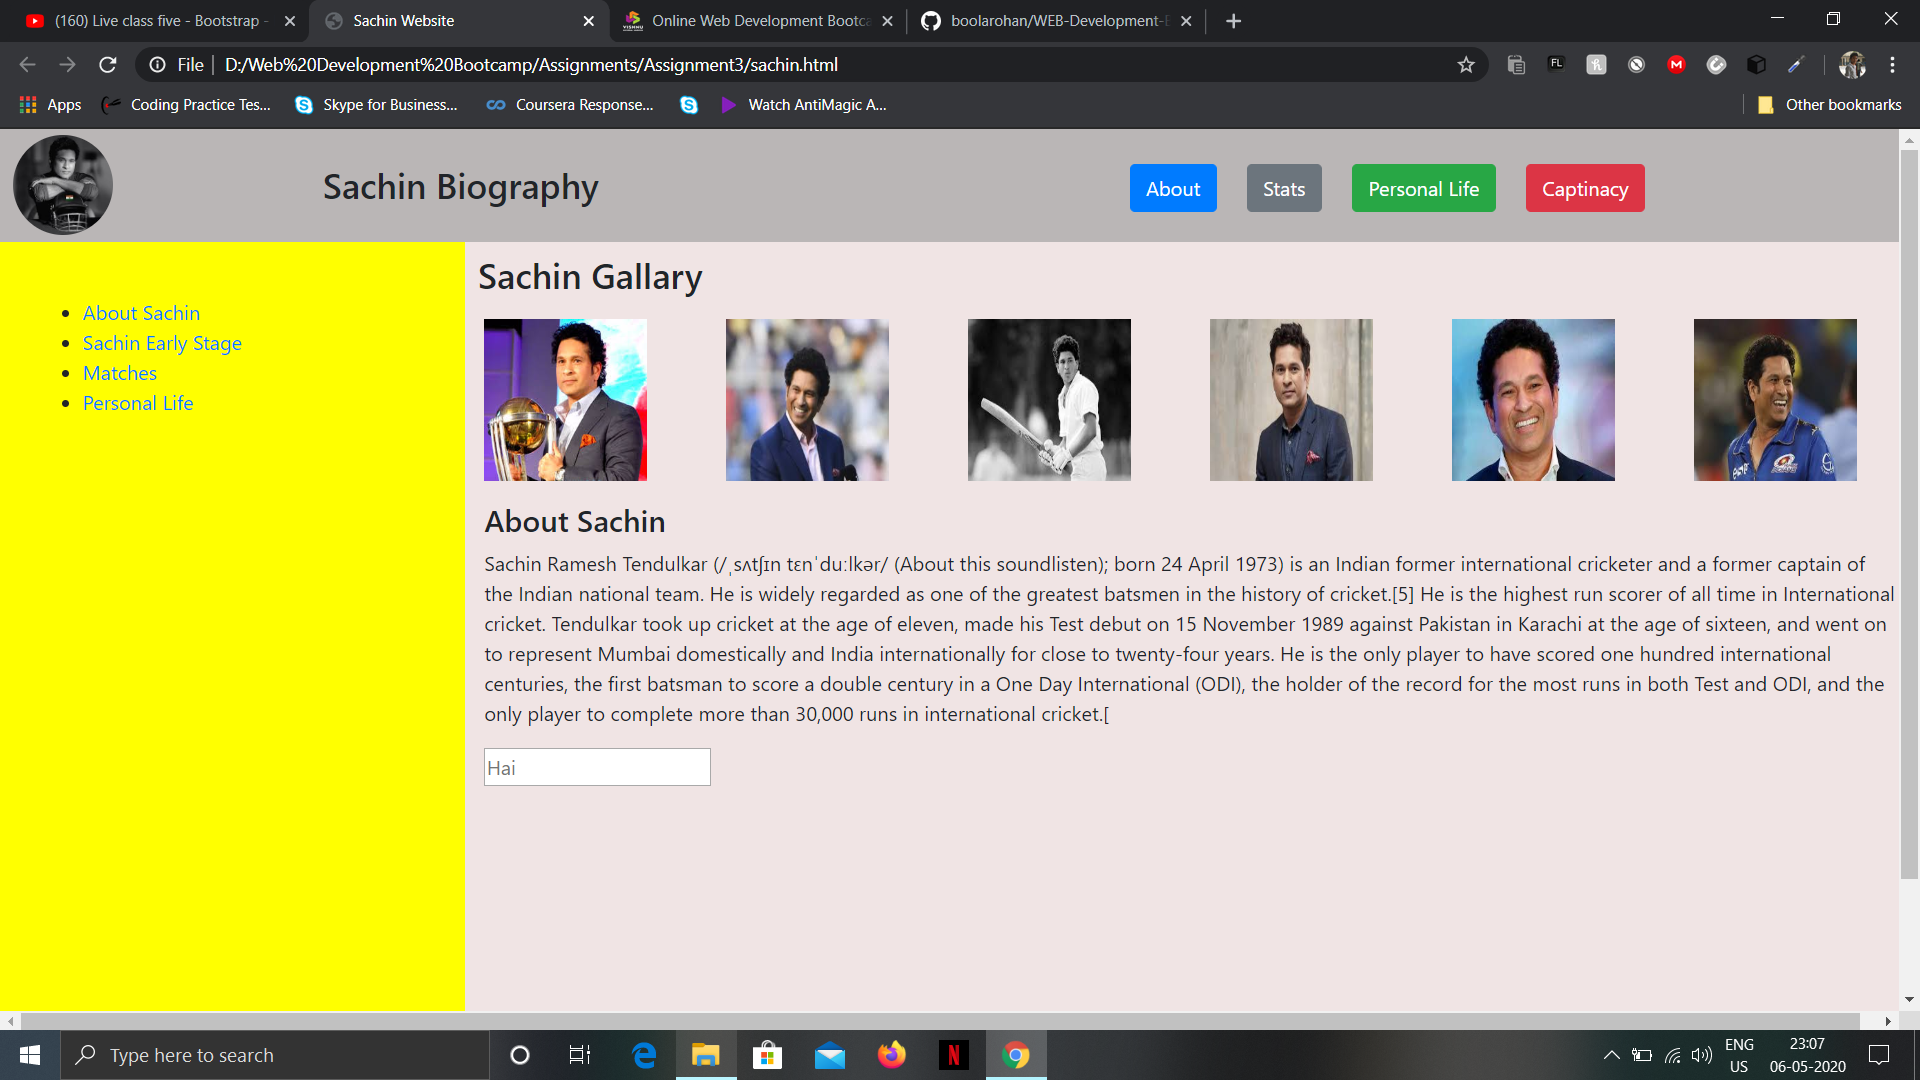 (160) Live class five - Bootstrap -
Sachin Website
Online Web Development Bootca
boolarohan/WEB-Development-B
File
D:/Web%20Development%20Bootcamp/Assignments/Assignment3/sachin.html
FL
M
Apps
Coding Practice Tes...
Skype for Business...
Coursera Response...
Watch AntiMagic A...
Other bookmarks
Sachin Biography
About
Stats
Personal Life
Captinacy
About Sachin
Sachin Early Stage
Matches
Personal Life
Sachin Gallary
About Sachin
Sachin Ramesh Tendulkar (/ˌsʌtʃɪn tɛnˈduːlkər/ (About this soundlisten); born 24 April 1973) is an Indian former international cricketer and a former captain of
the Indian national team. He is widely regarded as one of the greatest batsmen in the history of cricket.[5] He is the highest run scorer of all time in International
cricket. Tendulkar took up cricket at the age of eleven, made his Test debut on 15 November 1989 against Pakistan in Karachi at the age of sixteen, and went on
to represent Mumbai domestically and India internationally for close to twenty-four years. He is the only player to have scored one hundred international
centuries, the first batsman to score a double century in a One Day International (ODI), the holder of the record for the most runs in both Test and ODI, and the
only player to complete more than 30,000 runs in international cricket.[
Hai
Type here to search
N
ENG
US
23:07
06-05-2020